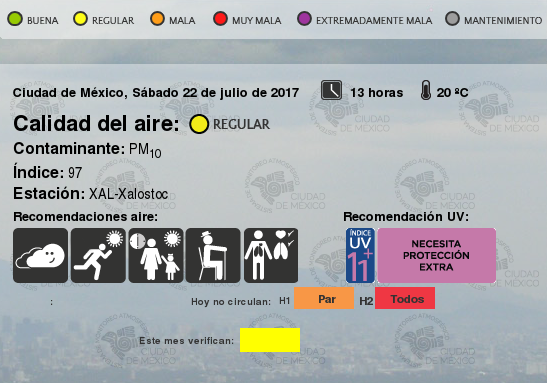 BUENA REGULAR MALA MUY MALA EXTREMADAMENTE MALA MANTENIMIENTO
Ciudad de México, Sábado 22 de julio de 2017 13 horas 20 ºC
Calidad del aire: REGULAR
Contaminante: PM10
Índice: 97
Estación: XAL-Xalostoc
Recomendaciones aire: Recomendación UV:
ÍNDICE
UV
11+
NECESITA
PROTECCIÓN
EXTRA
: Hoy no circulan: H1 Par H2 Todos
Este mes verifican:
CIUDAD
DE MÉXICO